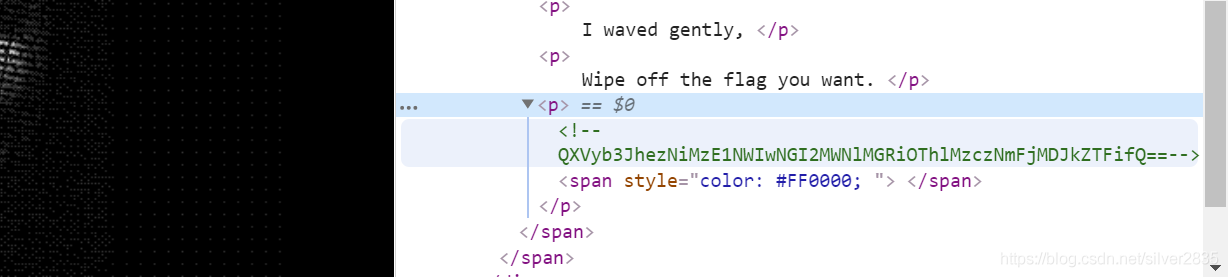 <p>
I waved gently, </p>
<p>
Wipe off the flag you want. </p>
… ▼<p> == $0
<!--
QXVyb3JhezNiMzE1NWIwNGI2MWNlMGRiOThlMzczNmFjMDJkZTFifQ==-->
<span style="color: #FF0000; "> </span>
</p>
</span>
</span>
https://blog.csdn.net/silver2835